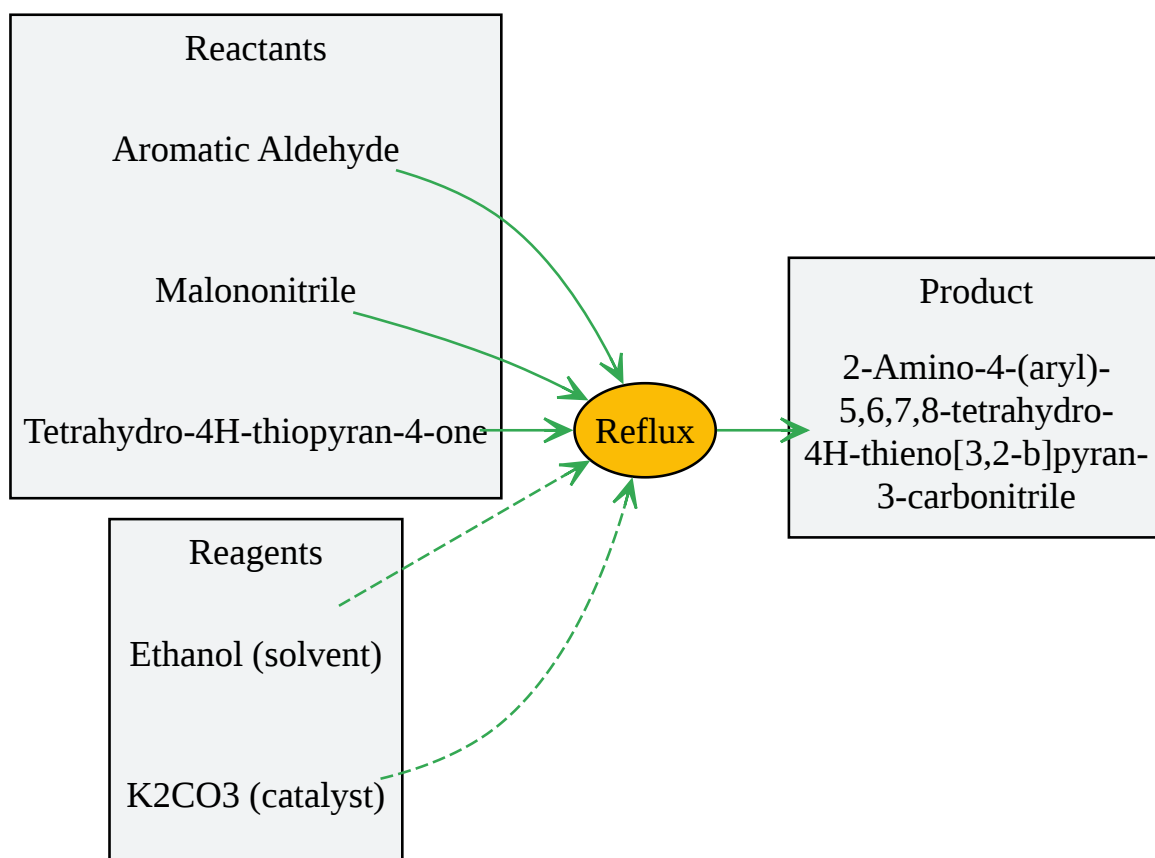 Reactants
Aromatic Aldehyde
Malononitrile
Tetrahydro-4H-thiopyran-4-one
Reagents
Ethanol (solvent)
K2CO3 (catalyst)
Reflux
Product
2-Amino-4-(aryl)-
5,6,7,8-tetrahydro-
4H-thieno[3,2-b]pyran-
3-carbonitrile